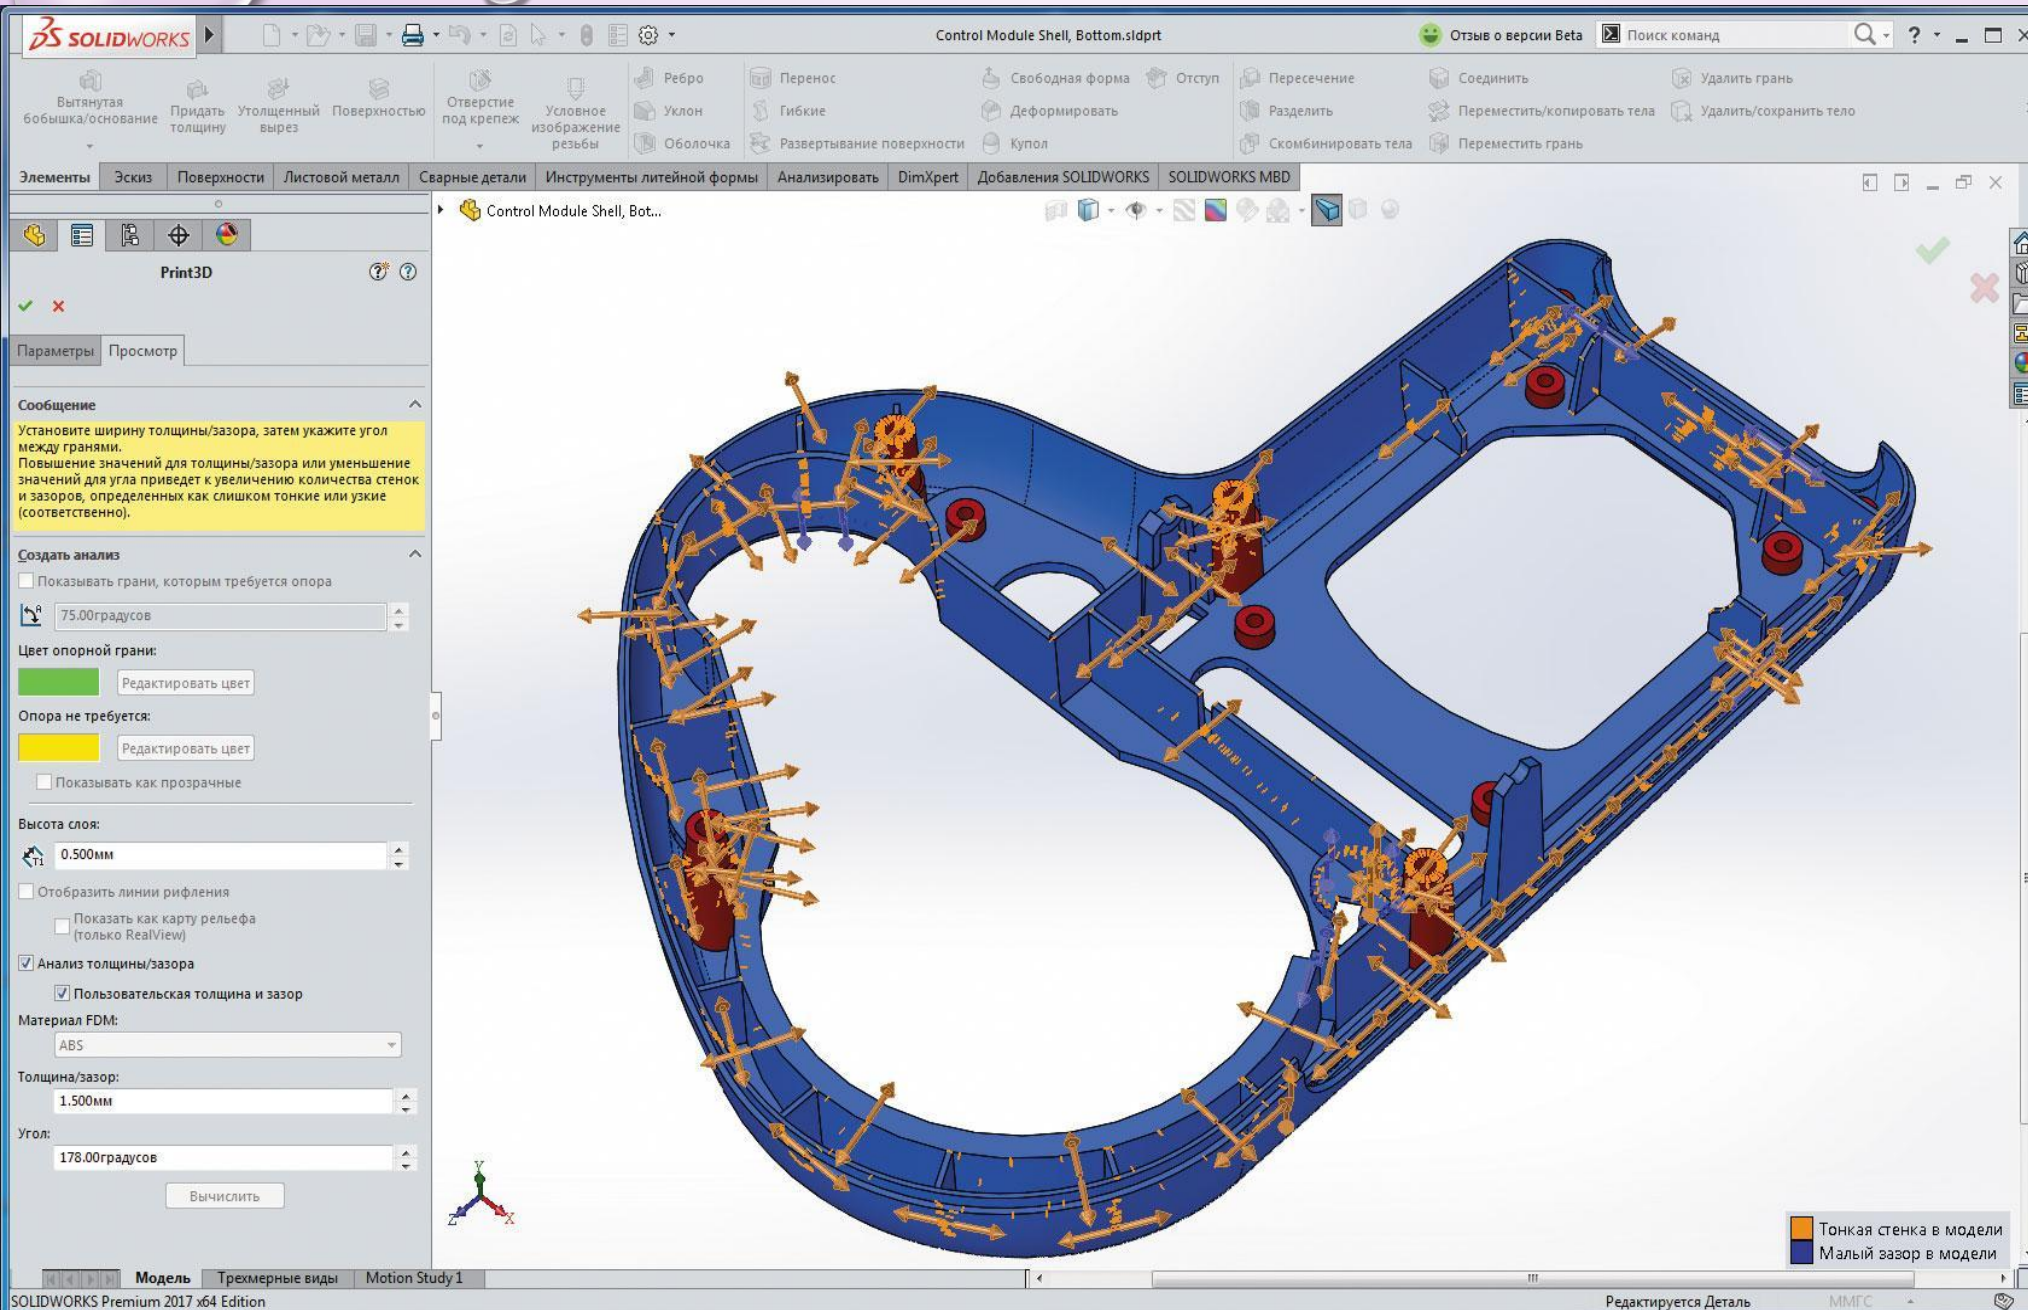 SOLIDWORKS
Control Module Shell, Bottom.sldprt
Отзыв о версии Beta
Поиск команд
?
Вытянутая
бобышка/основание
Придать
толщину
Утолщенный
вырез
Поверхностью
Отверстие
под крепеж
Условное
изображение
резьбы
Ребро
Уклон
Оболочка
Перенос
Гибкие
Развертывание поверхности
Свободная форма
Деформировать
Купол
Отступ
Пересечение
Разделить
Скомбинировать тела
Соединить
Переместить/копировать тела
Переместить грань
Удалить грань
Удалить/сохранить тело
Элементы
Эскиз
Поверхности
Листовой металл
Сварные детали
Инструменты литейной формы
Анализировать
DimXpert
Добавления SOLIDWORKS
SOLIDWORKS MBD
Control Module Shell, Bot...
Print3D
Параметры
Просмотр
Сообщение
Установите ширину толщины/зазора, затем укажите угол
между гранями.
Повышение значений для толщины/зазора или уменьшение
значений для угла приведет к увеличению количества стенок
и зазоров, определенных как слишком тонкие или узкие
(соответственно).
Создать анализ
Показывать грани, которым требуется опора
75.00градусов
Цвет опорной грани:
Редактировать цвет
Опора не требуется:
Редактировать цвет
Показывать как прозрачные
Высота слоя:
0.500мм
Отобразить линии рифления
Показать как карту рельефа
(только RealView)
Анализ толщины/зазора
Пользовательская толщина и зазор
Материал FDM:
ABS
Толщина/зазор:
1.500мм
Угол:
178.00градусов
Вычислить
Y
Z
X
Тонкая стенка в модели
Малый зазор в модели
Модель
Трехмерные виды
Motion Study 1
SOLIDWORKS Premium 2017 x64 Edition
Редактируется Деталь
ММГС